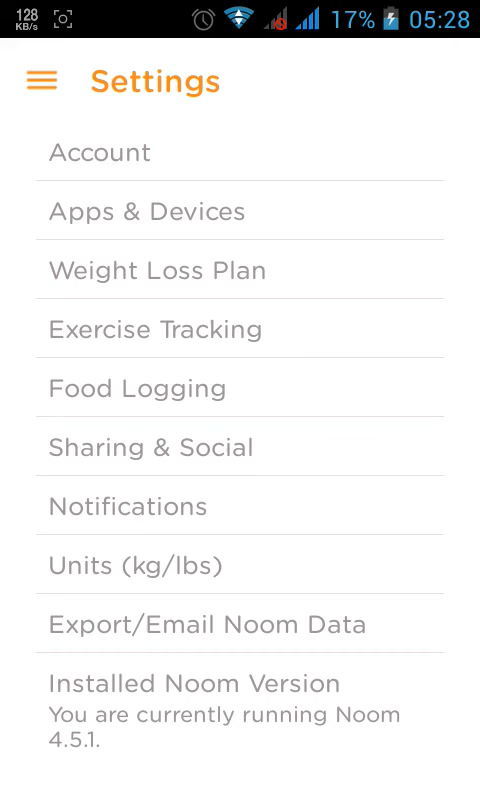 128 17% 05:28
KB/s
Settings
Account
Apps & Devices
Weight Loss Plan
Exercise Tracking
Food Logging
Sharing & Social
Notifications
Units (kg/lbs)
Export/Email Noom Data
Installed Noom Version
You are currently running Noom
4.5.1.